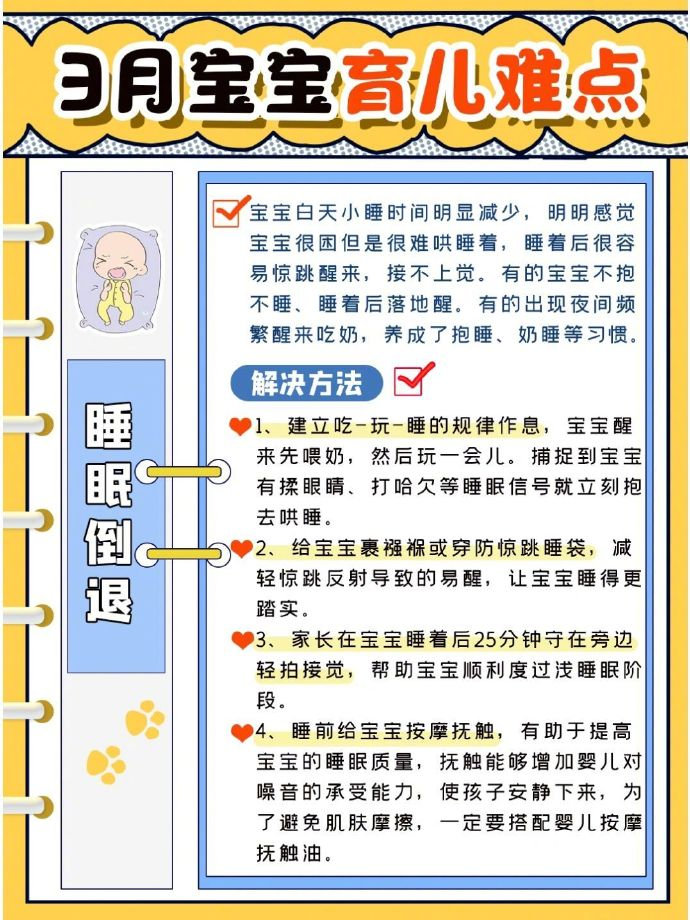 3月宝宝育儿难点
宝宝白天小睡时间明显减少，明明感觉
宝宝很困但是很难哄睡着，睡着后很容
易惊跳醒来，接不上觉。有的宝宝不抱
不睡、睡着后落地醒。有的出现夜间频
繁醒来吃奶，养成了抱睡、奶睡等习惯。
睡眠倒退
解决方法
1、建立吃-玩-睡的规律作息，宝宝醒
来先喂奶，然后玩一会儿。捕捉到宝宝
有揉眼睛、打哈欠等睡眠信号就立刻抱
去哄睡。
2、给宝宝裹襁褓或穿防惊跳睡袋，减
轻惊跳反射导致的易醒，让宝宝睡得更
踏实。
3、家长在宝宝睡着后25分钟守在旁边
轻拍接觉，帮助宝宝顺利度过浅睡眠阶
段。
4、睡前给宝宝按摩抚触，有助于提高
宝宝的睡眠质量，抚触能够增加婴儿对
噪音的承受能力，使孩子安静下来，为
了避免肌肤摩擦，一定要搭配婴儿按摩
抚触油。